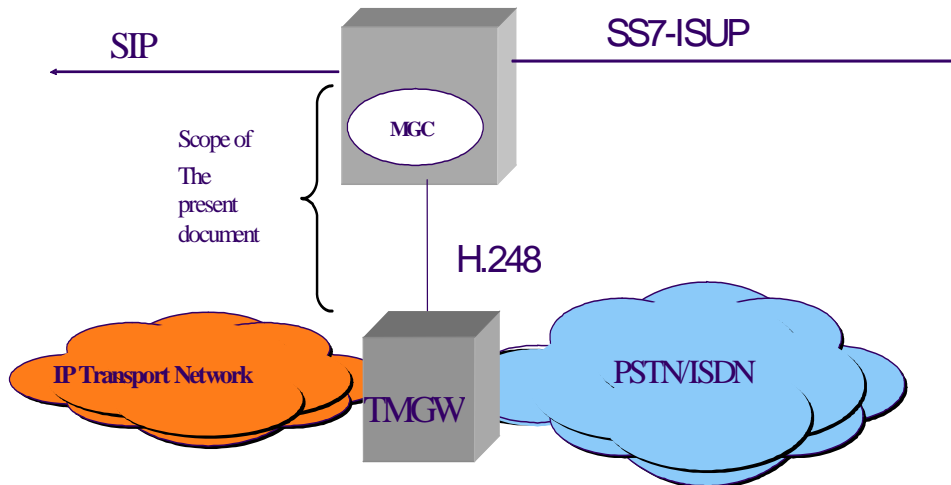 SIP
SS7-ISUP
MGC
Scope of
The
present
document
H.248
IP Transport Network
TMGW
PSTN/ISDN